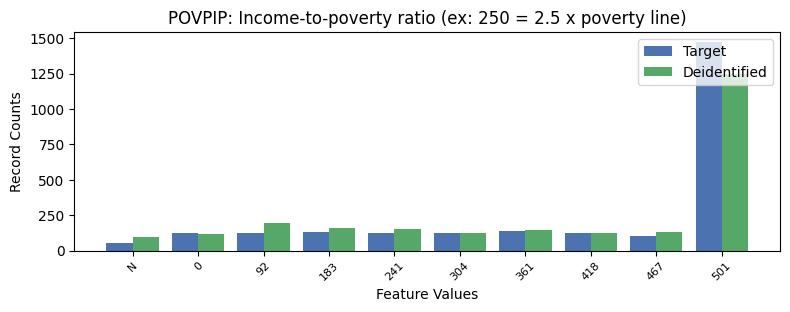 POVPIP: Income-to-poverty ratio (ex: 250 = 2.5 x poverty line)
Target
Deidentified
Record Counts
1500
1250
1000
750
500
250
0
N
0
92
183
241
304
361
418
467
501
Feature Values